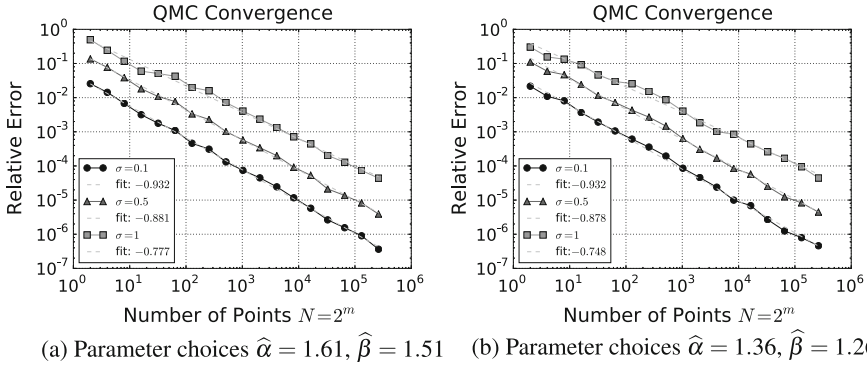 QMC Convergence
10^0
10^-1
10^-2
10^-3
10^-4
10^-5
10^-6
10^-7
Relative Error
σ=0.1
fit:-0.932
σ=0.5
fit:-0.881
σ=1
fit:-0.777
10^0 10^1 10^2 10^3 10^4 10^5 10^6
Number of Points N=2^m
(a) Parameter choices α̂ = 1.61, β̂ = 1.51
QMC Convergence
10^0
10^-1
10^-2
10^-3
10^-4
10^-5
10^-6
10^-7
Relative Error
σ=0.1
fit:-0.932
σ=0.5
fit:-0.878
σ=1
fit:-0.748
10^0 10^1 10^2 10^3 10^4 10^5 10^6
Number of Points N=2^m
(b) Parameter choices α̂ = 1.36, β̂ =